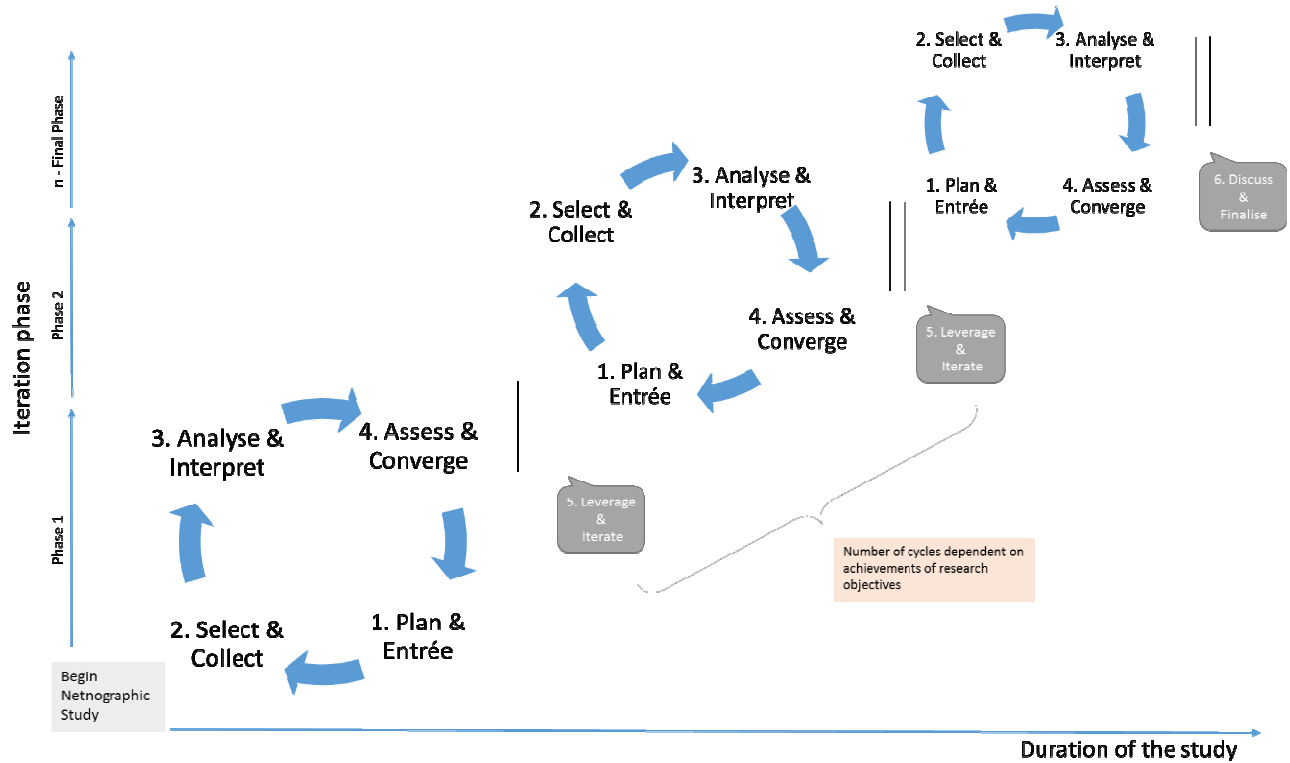 2. Select &
Collect
3. Analyse &
Interpret
1. Plan &
Entrée
4. Assess &
Converge
6. Discuss
&
Finalise
n - Final Phase
2. Select &
Collect
3. Analyse &
Interpret
4. Assess &
Converge
1. Plan &
Entrée
5. Leverage
&
Iterate
Phase 2
Iteration phase
3. Analyse &
Interpret
4. Assess &
Converge
5. Leverage
&
Iterate
Phase 1
2. Select &
Collect
1. Plan &
Entrée
Number of cycles dependent on
achievements of research
objectives
Begin
Netnographic
Study
Duration of the study